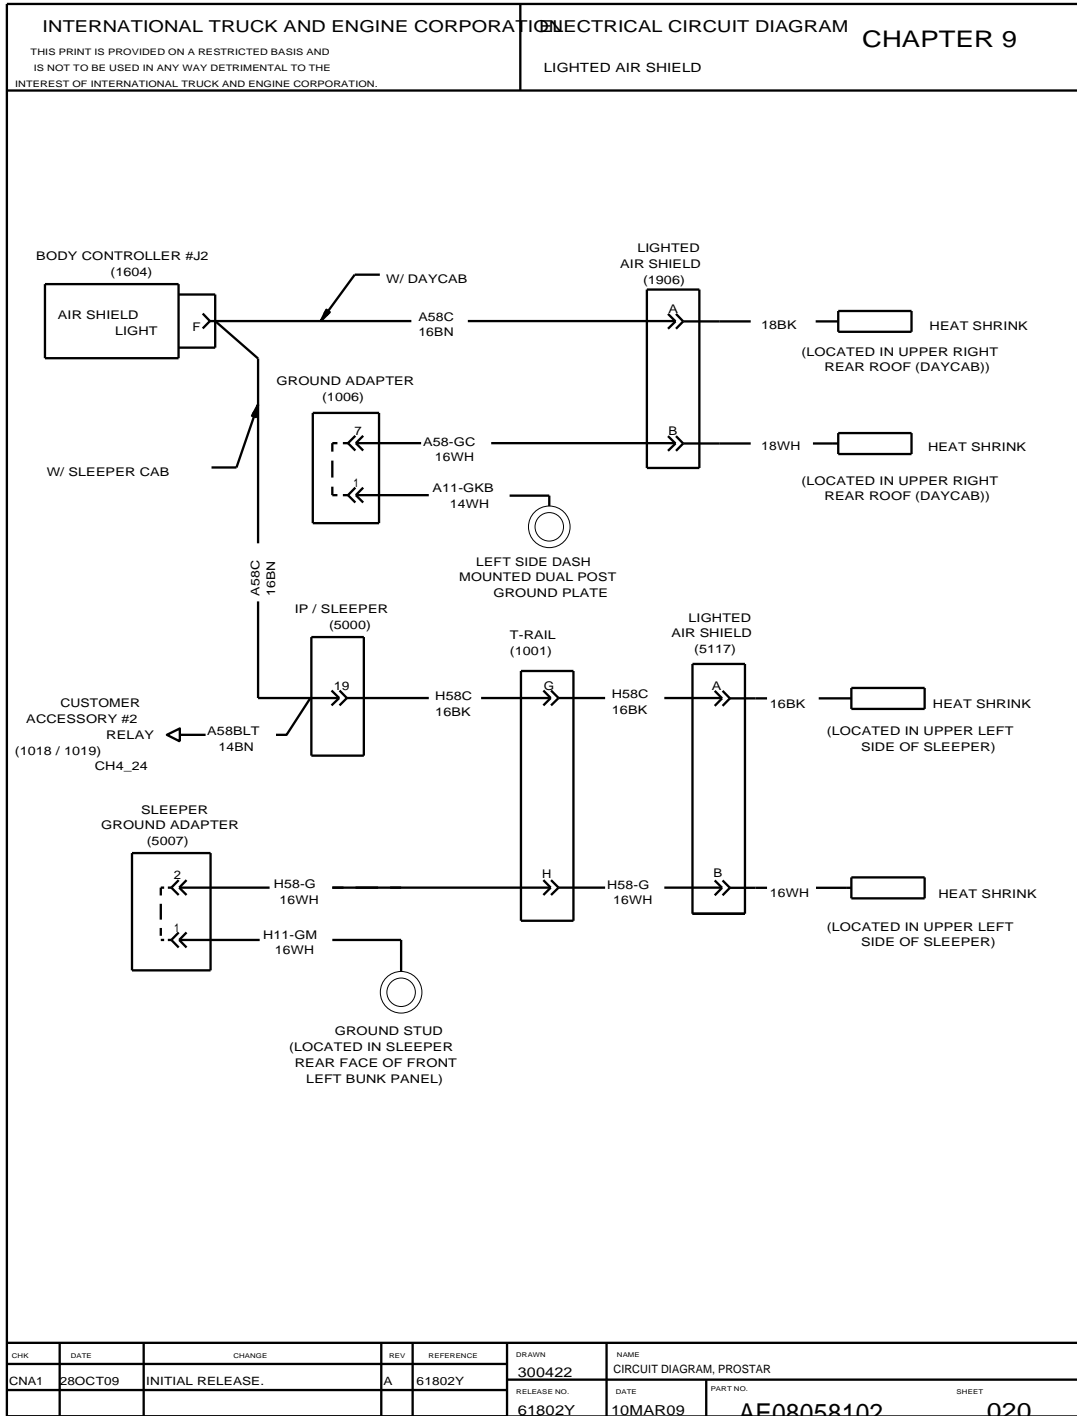 INTERNATIONAL TRUCK AND ENGINE CORPORATION
THIS PRINT IS PROVIDED ON A RESTRICTED BASIS AND
IS NOT TO BE USED IN ANY WAY DETRIMENTAL TO THE
INTEREST OF INTERNATIONAL TRUCK AND ENGINE CORPORATION.
ELECTRICAL CIRCUIT DIAGRAM
LIGHTED AIR SHIELD
CHAPTER 9
BODY CONTROLLER #J2
(1604)
AIR SHIELD
LIGHT
F
W/ DAYCAB
A58C
16BN
LIGHTED
AIR SHIELD
(1906)
A
18BK
HEAT SHRINK
(LOCATED IN UPPER RIGHT
REAR ROOF (DAYCAB))
GROUND ADAPTER
(1006)
7
A58-GC
16WH
B
18WH
HEAT SHRINK
(LOCATED IN UPPER RIGHT
REAR ROOF (DAYCAB))
W/ SLEEPER CAB
1
A11-GKB
14WH
LEFT SIDE DASH
MOUNTED DUAL POST
GROUND PLATE
A58C
16BN
IP / SLEEPER
(5000)
19
T-RAIL
(1001)
LIGHTED
AIR SHIELD
(5117)
H58C
16BK
G
H58C
16BK
A
16BK
HEAT SHRINK
(LOCATED IN UPPER LEFT
SIDE OF SLEEPER)
CUSTOMER
ACCESSORY #2
RELAY
(1018 / 1019)
CH4_24
A58BLT
14BN
SLEEPER
GROUND ADAPTER
(5007)
2
H58-G
16WH
H
H58-G
16WH
B
16WH
HEAT SHRINK
(LOCATED IN UPPER LEFT
SIDE OF SLEEPER)
1
H11-GM
16WH
GROUND STUD
(LOCATED IN SLEEPER
REAR FACE OF FRONT
LEFT BUNK PANEL)
CHK DATE CHANGE REV REFERENCE
CNA1 28OCT09 INITIAL RELEASE. A 61802Y
DRAWN
300422
NAME
CIRCUIT DIAGRAM, PROSTAR
RELEASE NO.
61802Y
DATE
10MAR09
PART NO.
AE08058102
SHEET
020